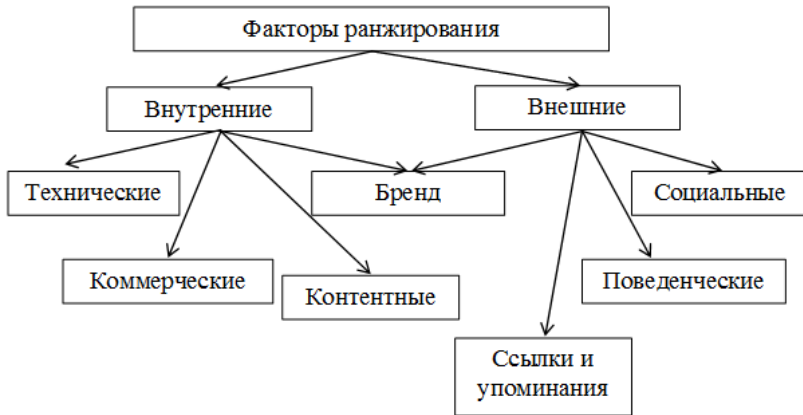 Факторы ранжирования
Внутренние
Внешние
Технические
Бренд
Социальные
Коммерческие
Контентные
Поведенческие
Ссылки и
упоминания